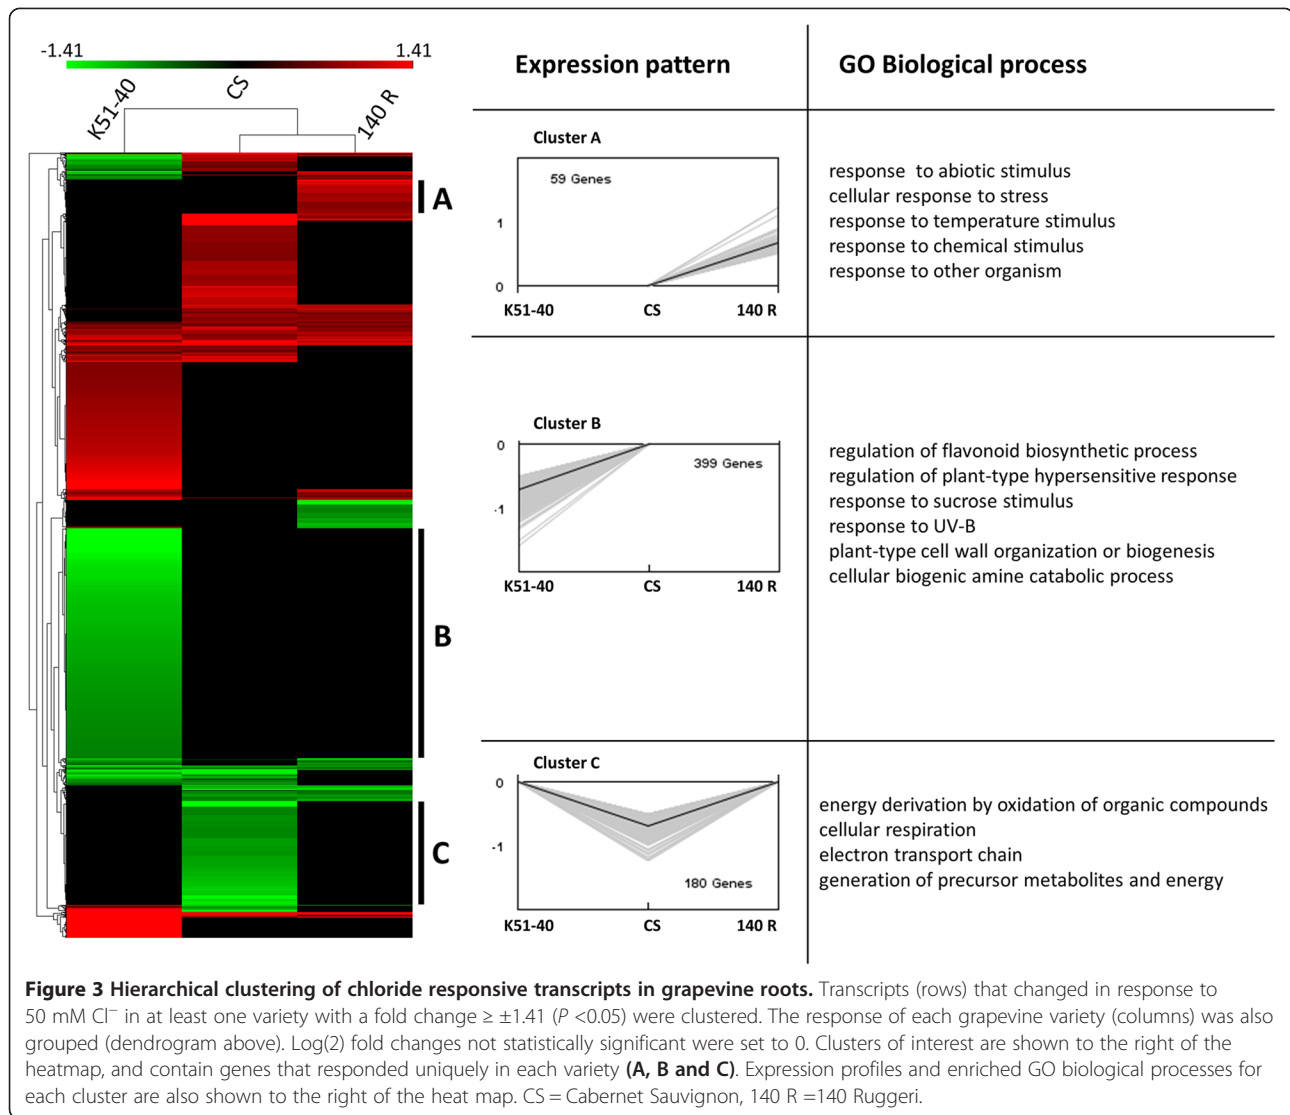 -1.41 1.41
K51-40 CS 140 R
A
B
C
Expression pattern
GO Biological process
Cluster A
59 Genes
1
0
K51-40 CS 140 R
response to abiotic stimulus
cellular response to stress
response to temperature stimulus
response to chemical stimulus
response to other organism
Cluster B
0
399 Genes
-1
K51-40 CS 140 R
regulation of flavonoid biosynthetic process
regulation of plant-type hypersensitive response
response to sucrose stimulus
response to UV-B
plant-type cell wall organization or biogenesis
cellular biogenic amine catabolic process
Cluster C
0
-1
180 Genes
K51-40 CS 140 R
energy derivation by oxidation of organic compounds
cellular respiration
electron transport chain
generation of precursor metabolites and energy
Figure 3 Hierarchical clustering of chloride responsive transcripts in grapevine roots. Transcripts (rows) that changed in response to
50 mM Cl⁻ in at least one variety with a fold change ≥ ±1.41 (P <0.05) were clustered. The response of each grapevine variety (columns) was also
grouped (dendrogram above). Log(2) fold changes not statistically significant were set to 0. Clusters of interest are shown to the right of the
heatmap, and contain genes that responded uniquely in each variety (A, B and C). Expression profiles and enriched GO biological processes for
each cluster are also shown to the right of the heat map. CS = Cabernet Sauvignon, 140 R =140 Ruggeri.